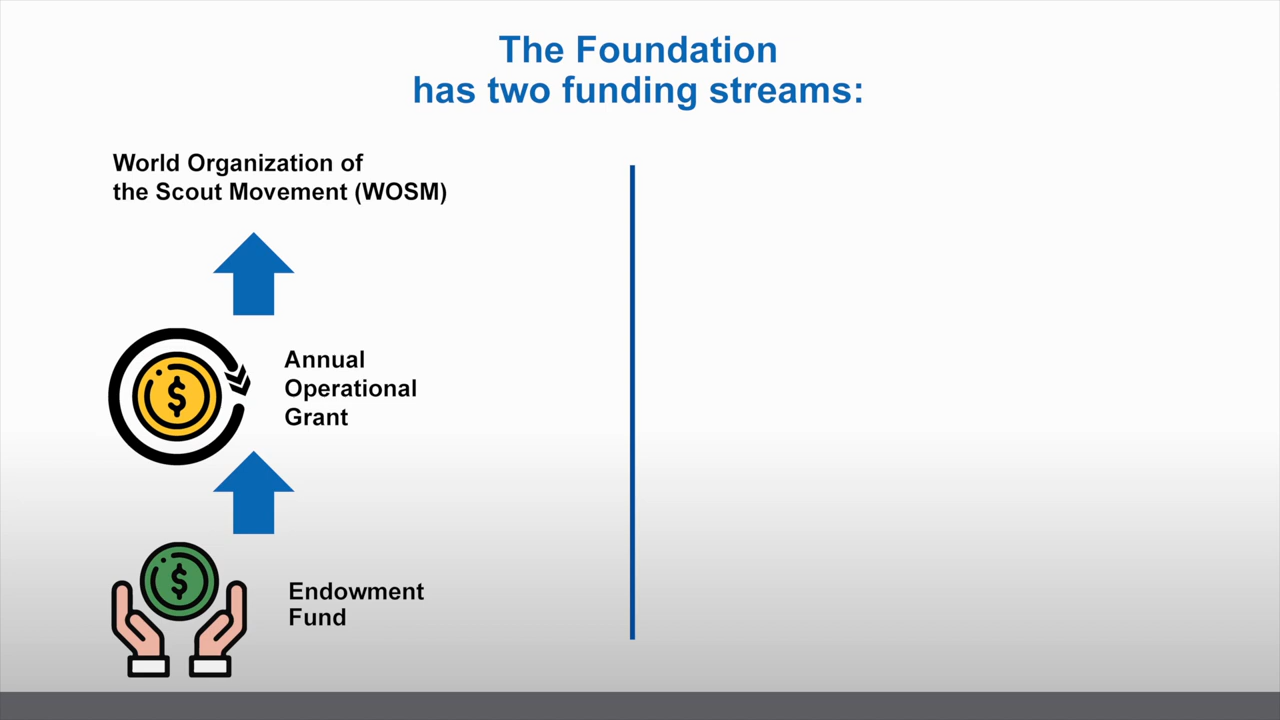 The Foundation
has two funding streams:
World Organization of
the Scout Movement (WOSM)
$
Annual
Operational
Grant
$
Endowment
Fund